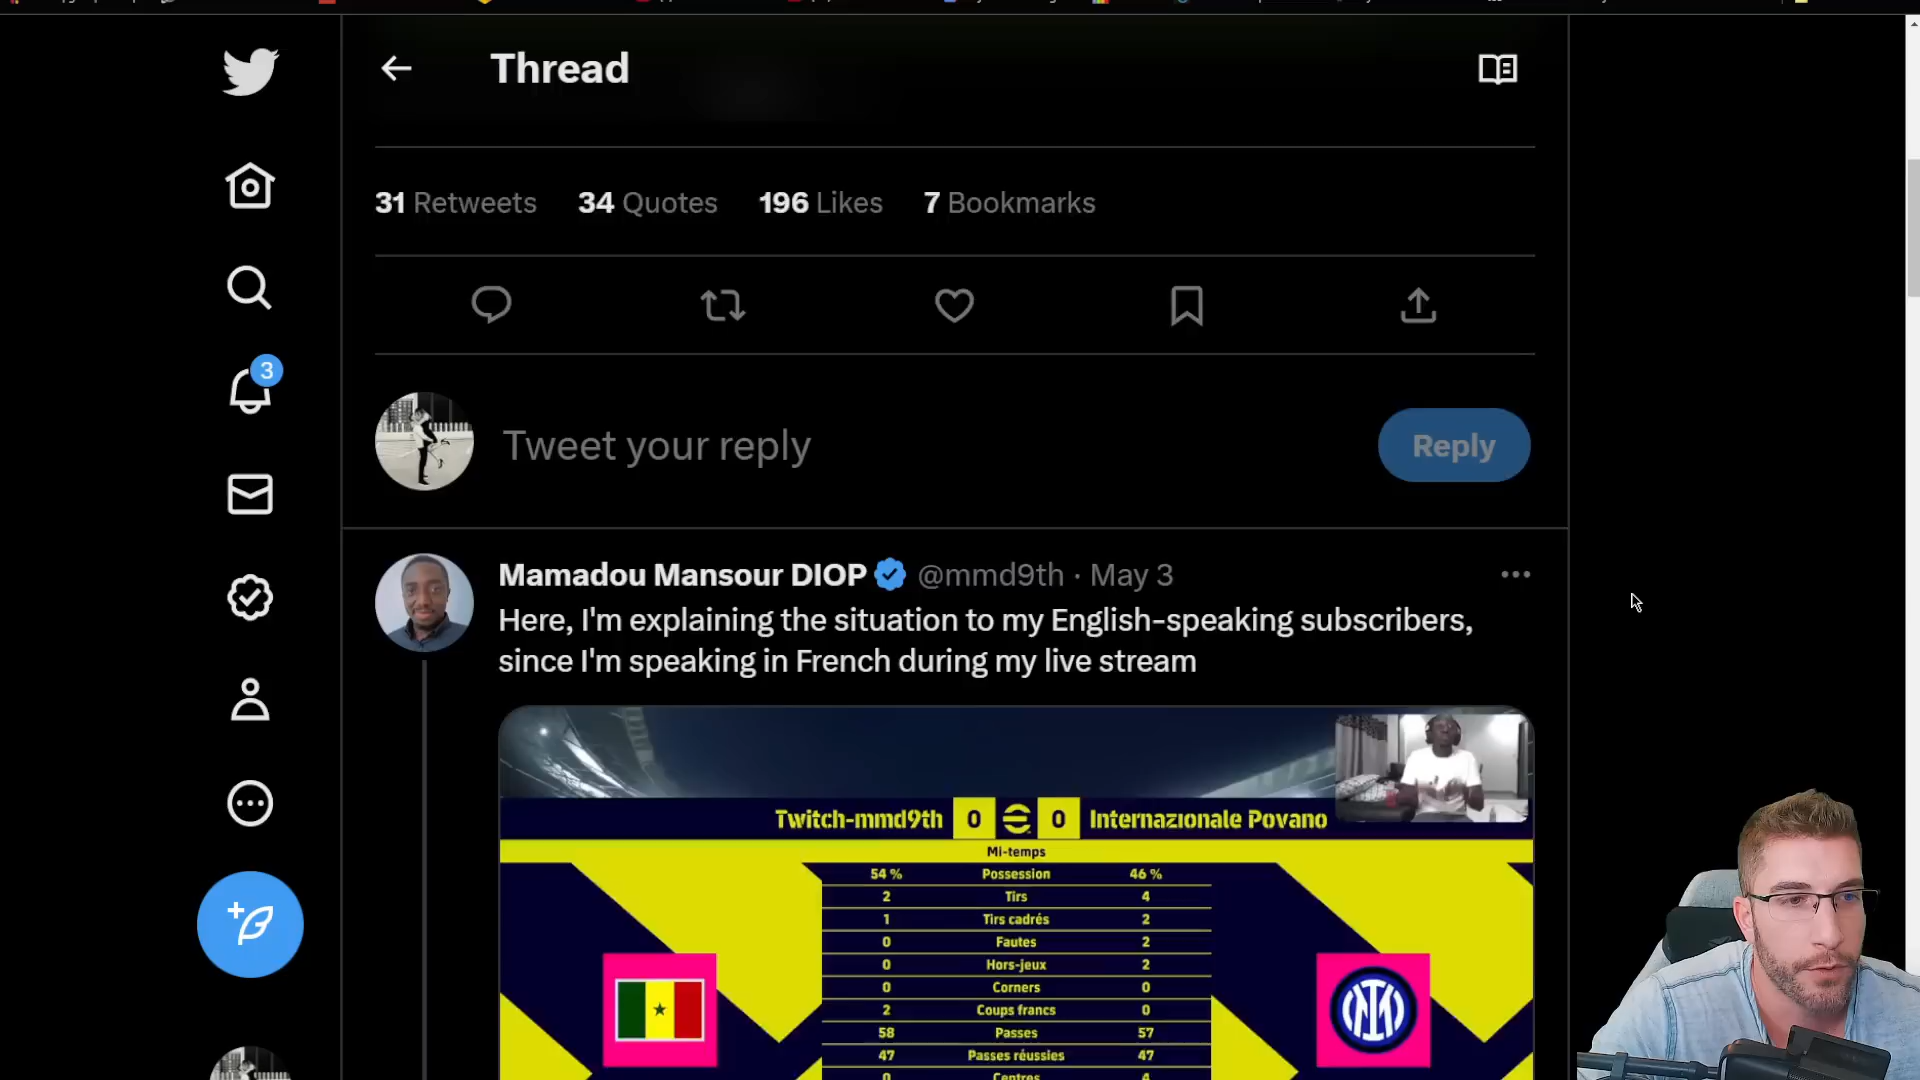 Thread
31 Retweets 34 Quotes 196 Likes 7 Bookmarks
3
Tweet your reply
Reply
Mamadou Mansour DIOP @mmd9th · May 3
Here, I'm explaining the situation to my English-speaking subscribers,
since I'm speaking in French during my live stream
Twitch-mmd9th 0 0 Internazionale Povano
Mi-temps
54 % Possession 46 %
2 Tirs 4
1 Tirs cadrés 2
0 Fautes 2
0 Hors-jeux 2
0 Corners 0
2 Coups francs 0
58 Passes 57
47 Passes réussies 47
0 Centres 4